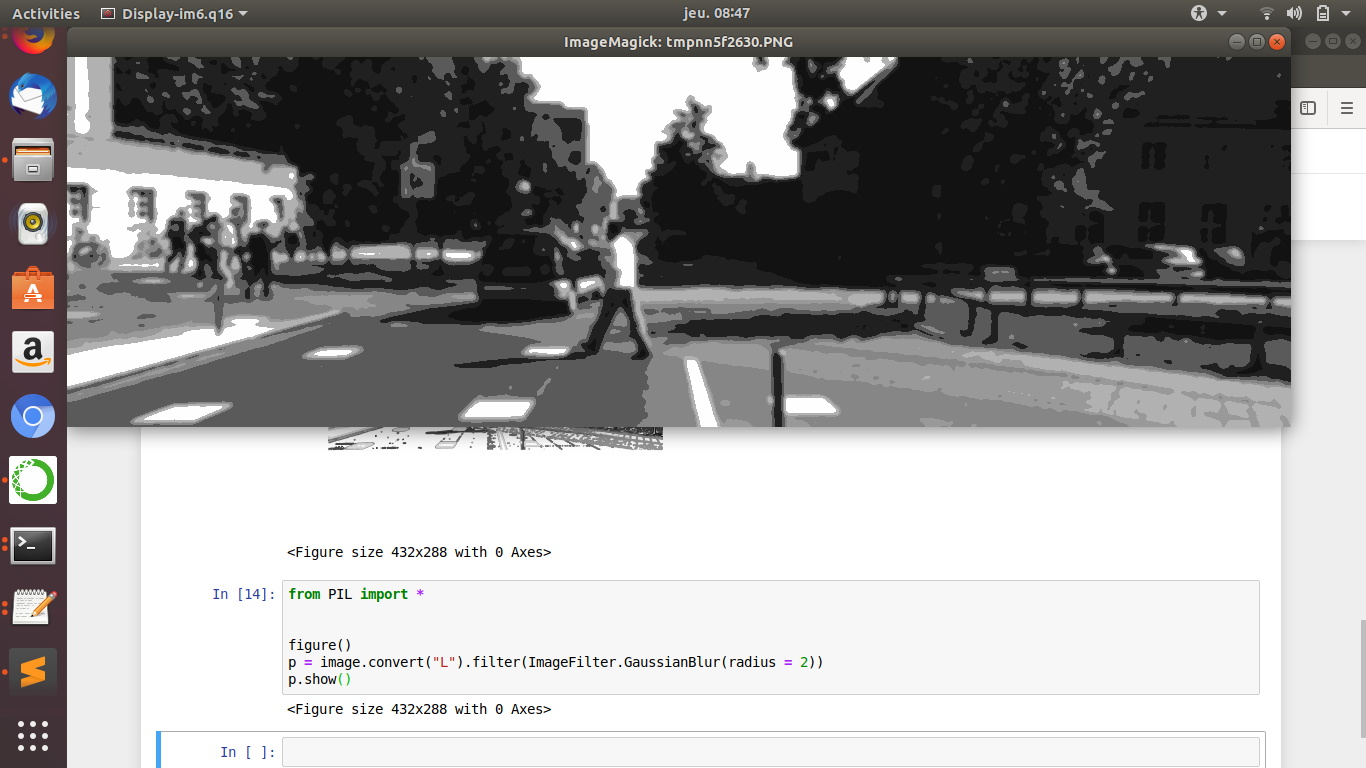 Activities
Display-im6.q16
jeu. 08:47
ImageMagick: tmpnn5f2630.PNG
<Figure size 432x288 with 0 Axes>
In [14]:
from PIL import *
figure()
p = image.convert("L").filter(ImageFilter.GaussianBlur(radius = 2))
p.show()
<Figure size 432x288 with 0 Axes>
In [ ]: